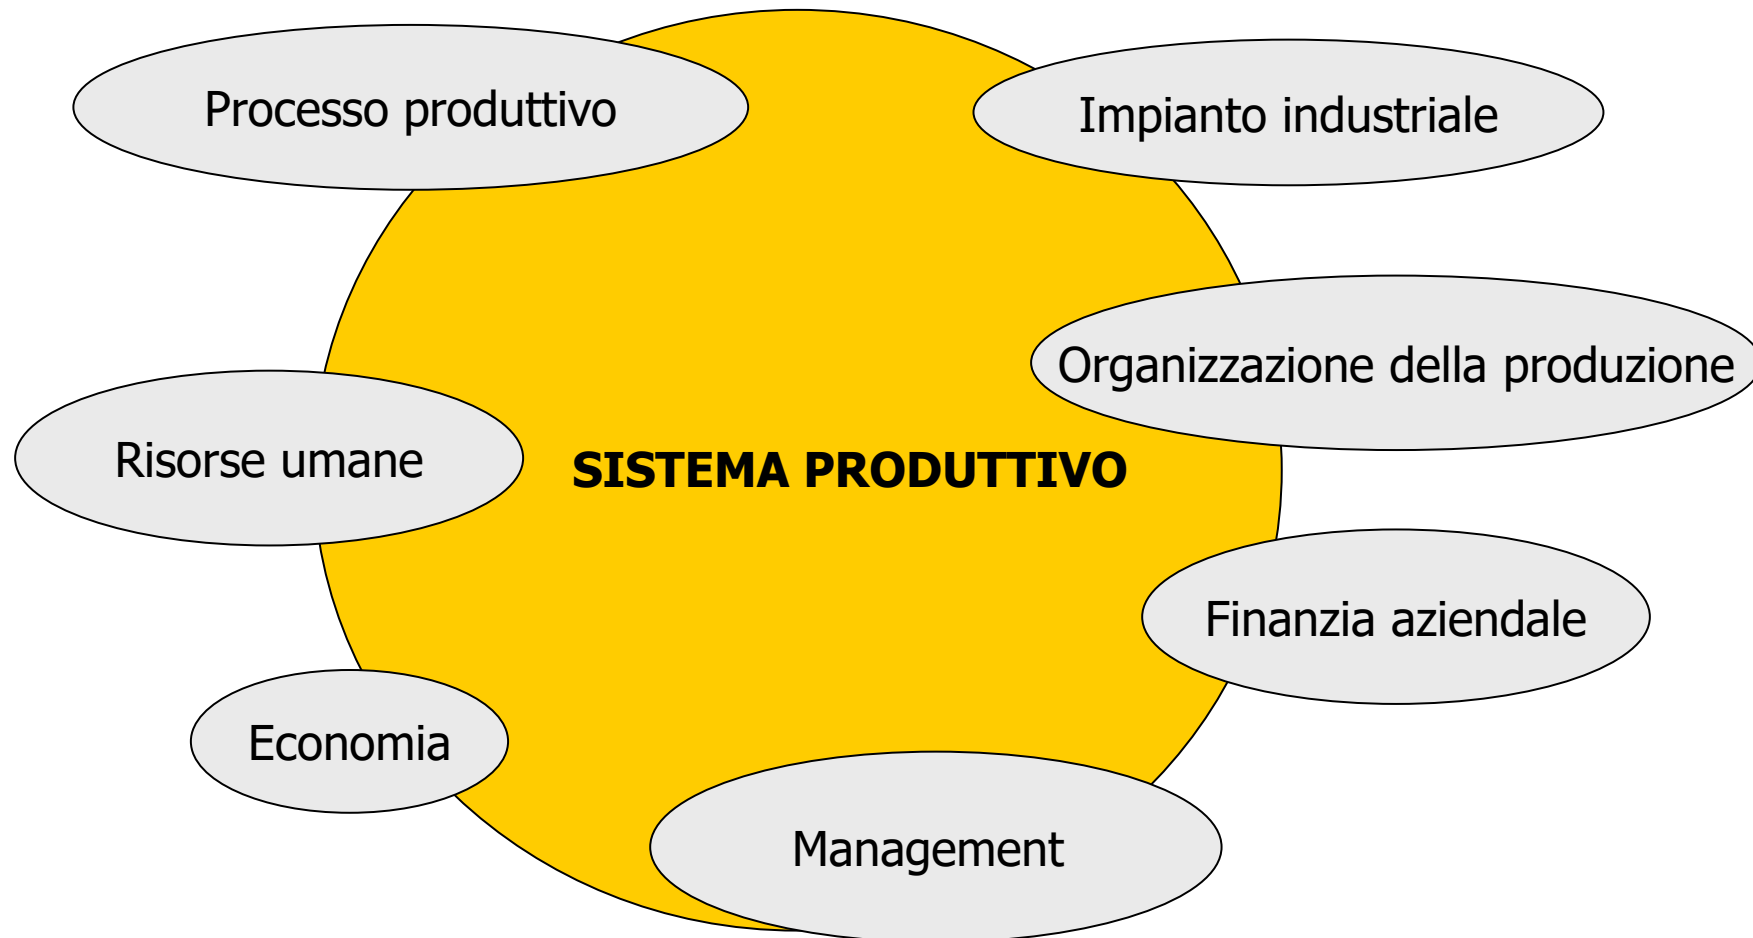 Processo produttivo
Impianto industriale
Organizzazione della produzione
Risorse umane
SISTEMA PRODUTTIVO
Finanzia aziendale
Economia
Management